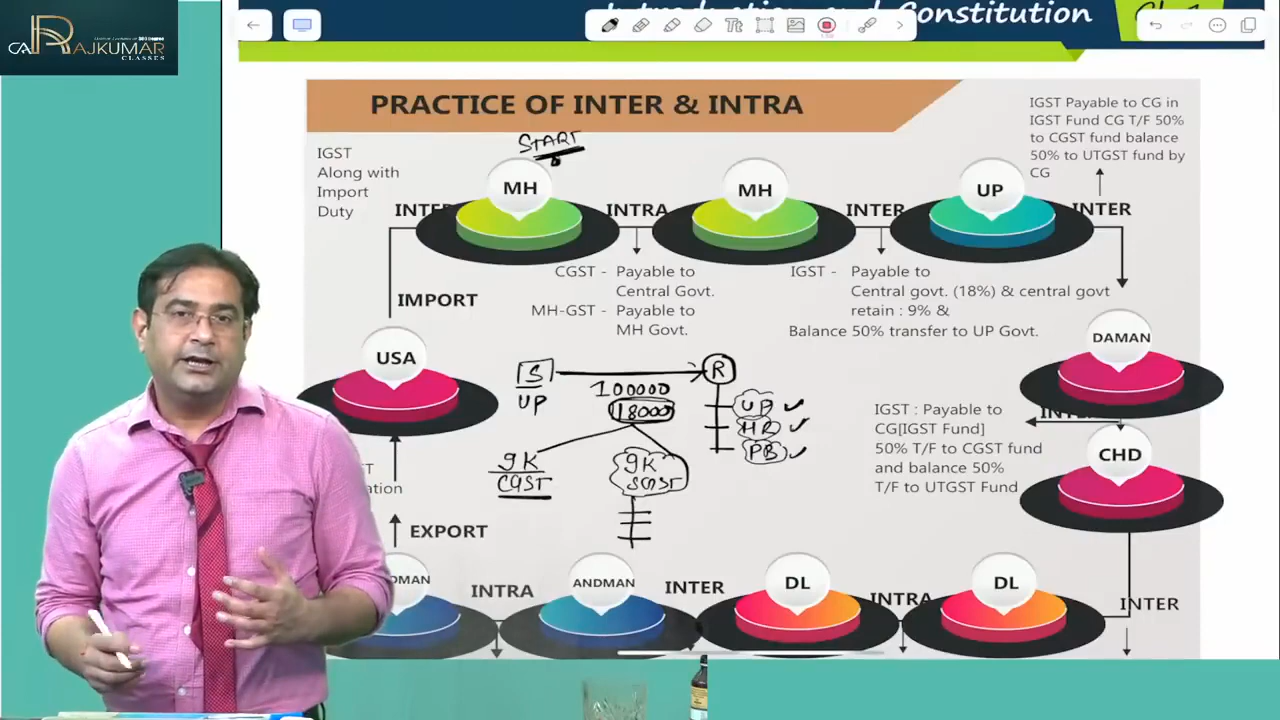 Introduction and Constitution
CA RAJKUMAR
CLASSES
PRACTICE OF INTER & INTRA
START
IGST
Along with
Import
Duty
IGST Payable to CG in
IGST Fund CG T/F 50%
to CGST fund balance
50% to UTGST fund by
CG
MH
MH
UP
INTER
INTRA
INTER
INTER
CGST - Payable to
Central Govt.
MH-GST - Payable to
MH Govt.
IGST - Payable to
Central govt. (18%) & central govt
retain : 9% &
Balance 50% transfer to UP Govt.
IMPORT
USA
DAMAN
S
UP
100000
18000
R
UP
HR
PB
9K
CGST
9K
SGST
IGST : Payable to
CG[IGST Fund]
50% T/F to CGST fund
and balance 50%
T/F to UTGST Fund
INTER
CHD
EXPORT
INTRA
ANDMAN
INTER
DL
INTRA
DL
INTER